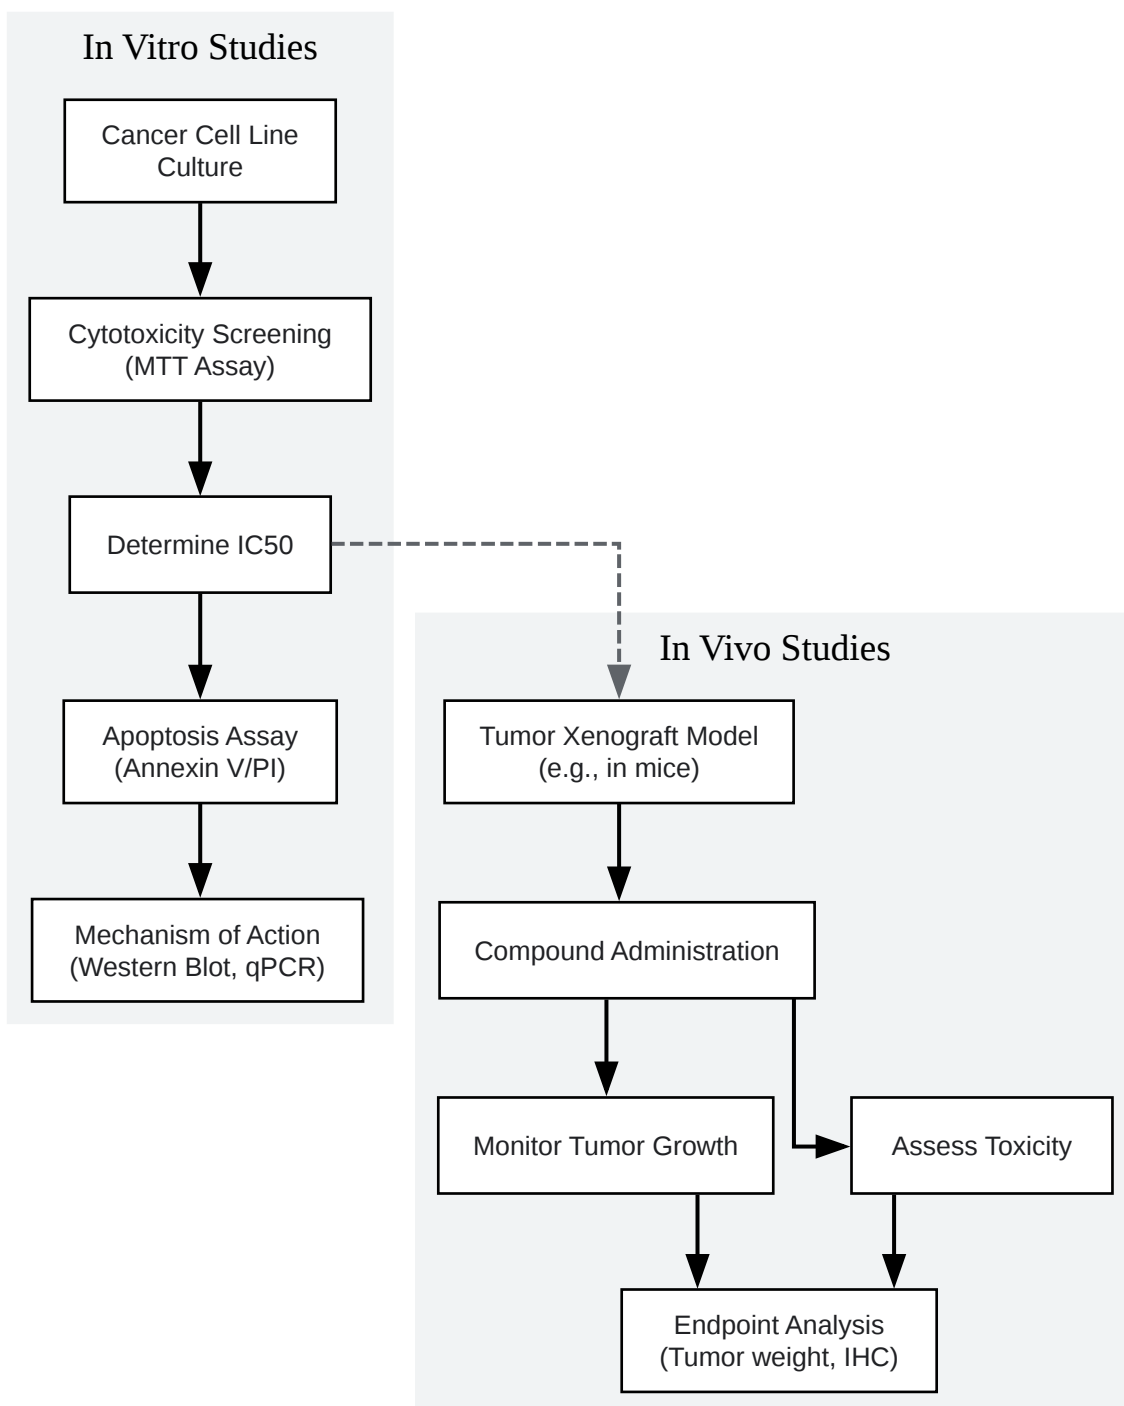 In Vitro Studies
Cancer Cell Line
Culture
Cytotoxicity Screening
(MTT Assay)
Determine IC50
Apoptosis Assay
(Annexin V/PI)
Mechanism of Action
(Western Blot, qPCR)
In Vivo Studies
Tumor Xenograft Model
(e.g., in mice)
Compound Administration
Monitor Tumor Growth
Assess Toxicity
Endpoint Analysis
(Tumor weight, IHC)